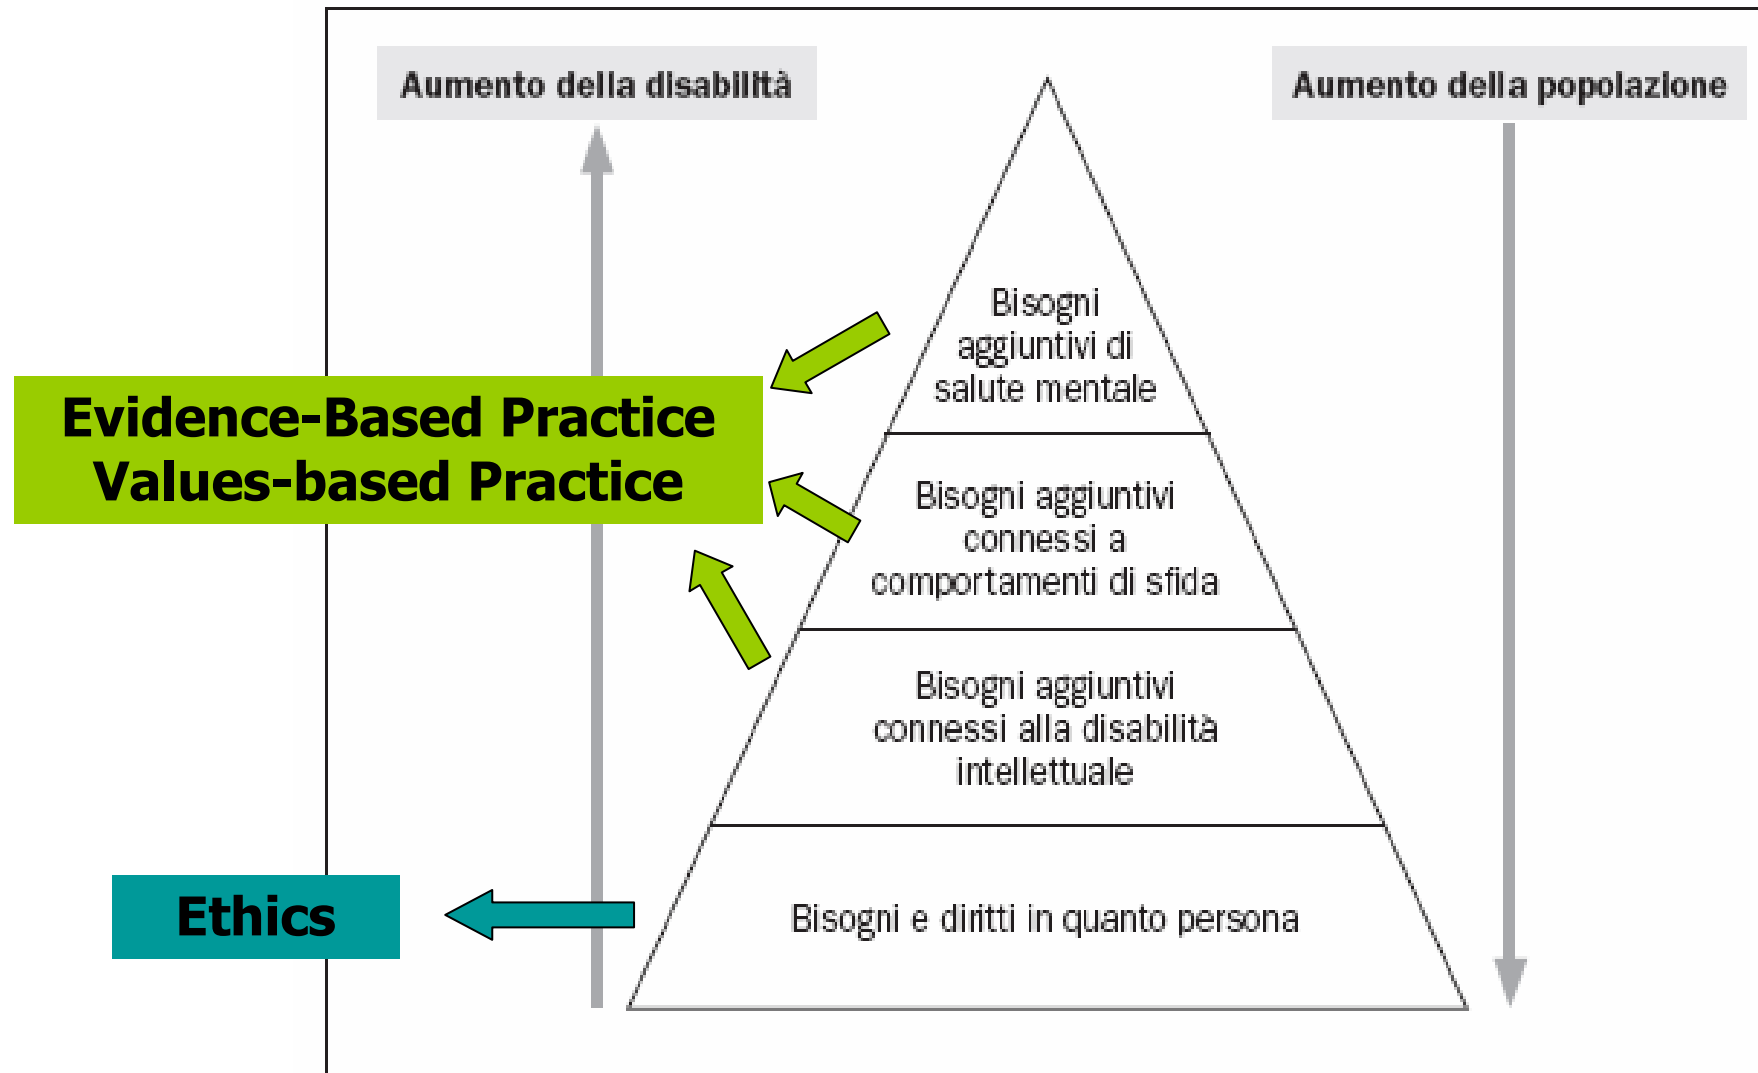 Aumento della disabilità
Aumento della popolazione
Bisogni
aggiuntivi di
salute mentale
Evidence-Based Practice
Values-based Practice
Bisogni aggiuntivi
connessi a
comportamenti di sfida
Bisogni aggiuntivi
connessi alla disabilità
intellettuale
Ethics
Bisogni e diritti in quanto persona